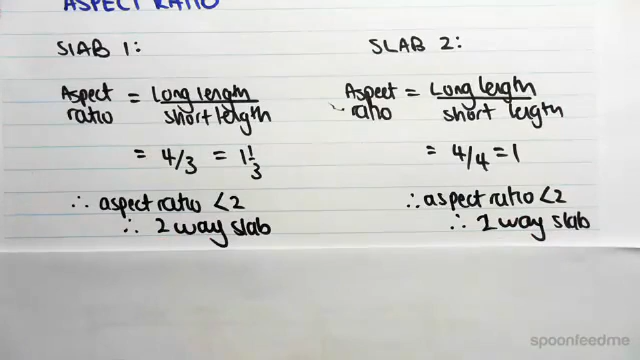 ASPECT RATIO
SLAB 1:
Aspect ratio = Long length / short length
= 4/3 = 1 1/3
∴ aspect ratio < 2
∴ 2 way slab
SLAB 2:
Aspect ratio = Long length / short length
= 4/4 = 1
∴ aspect ratio < 2
∴ 2 way slab
spoonfeedme